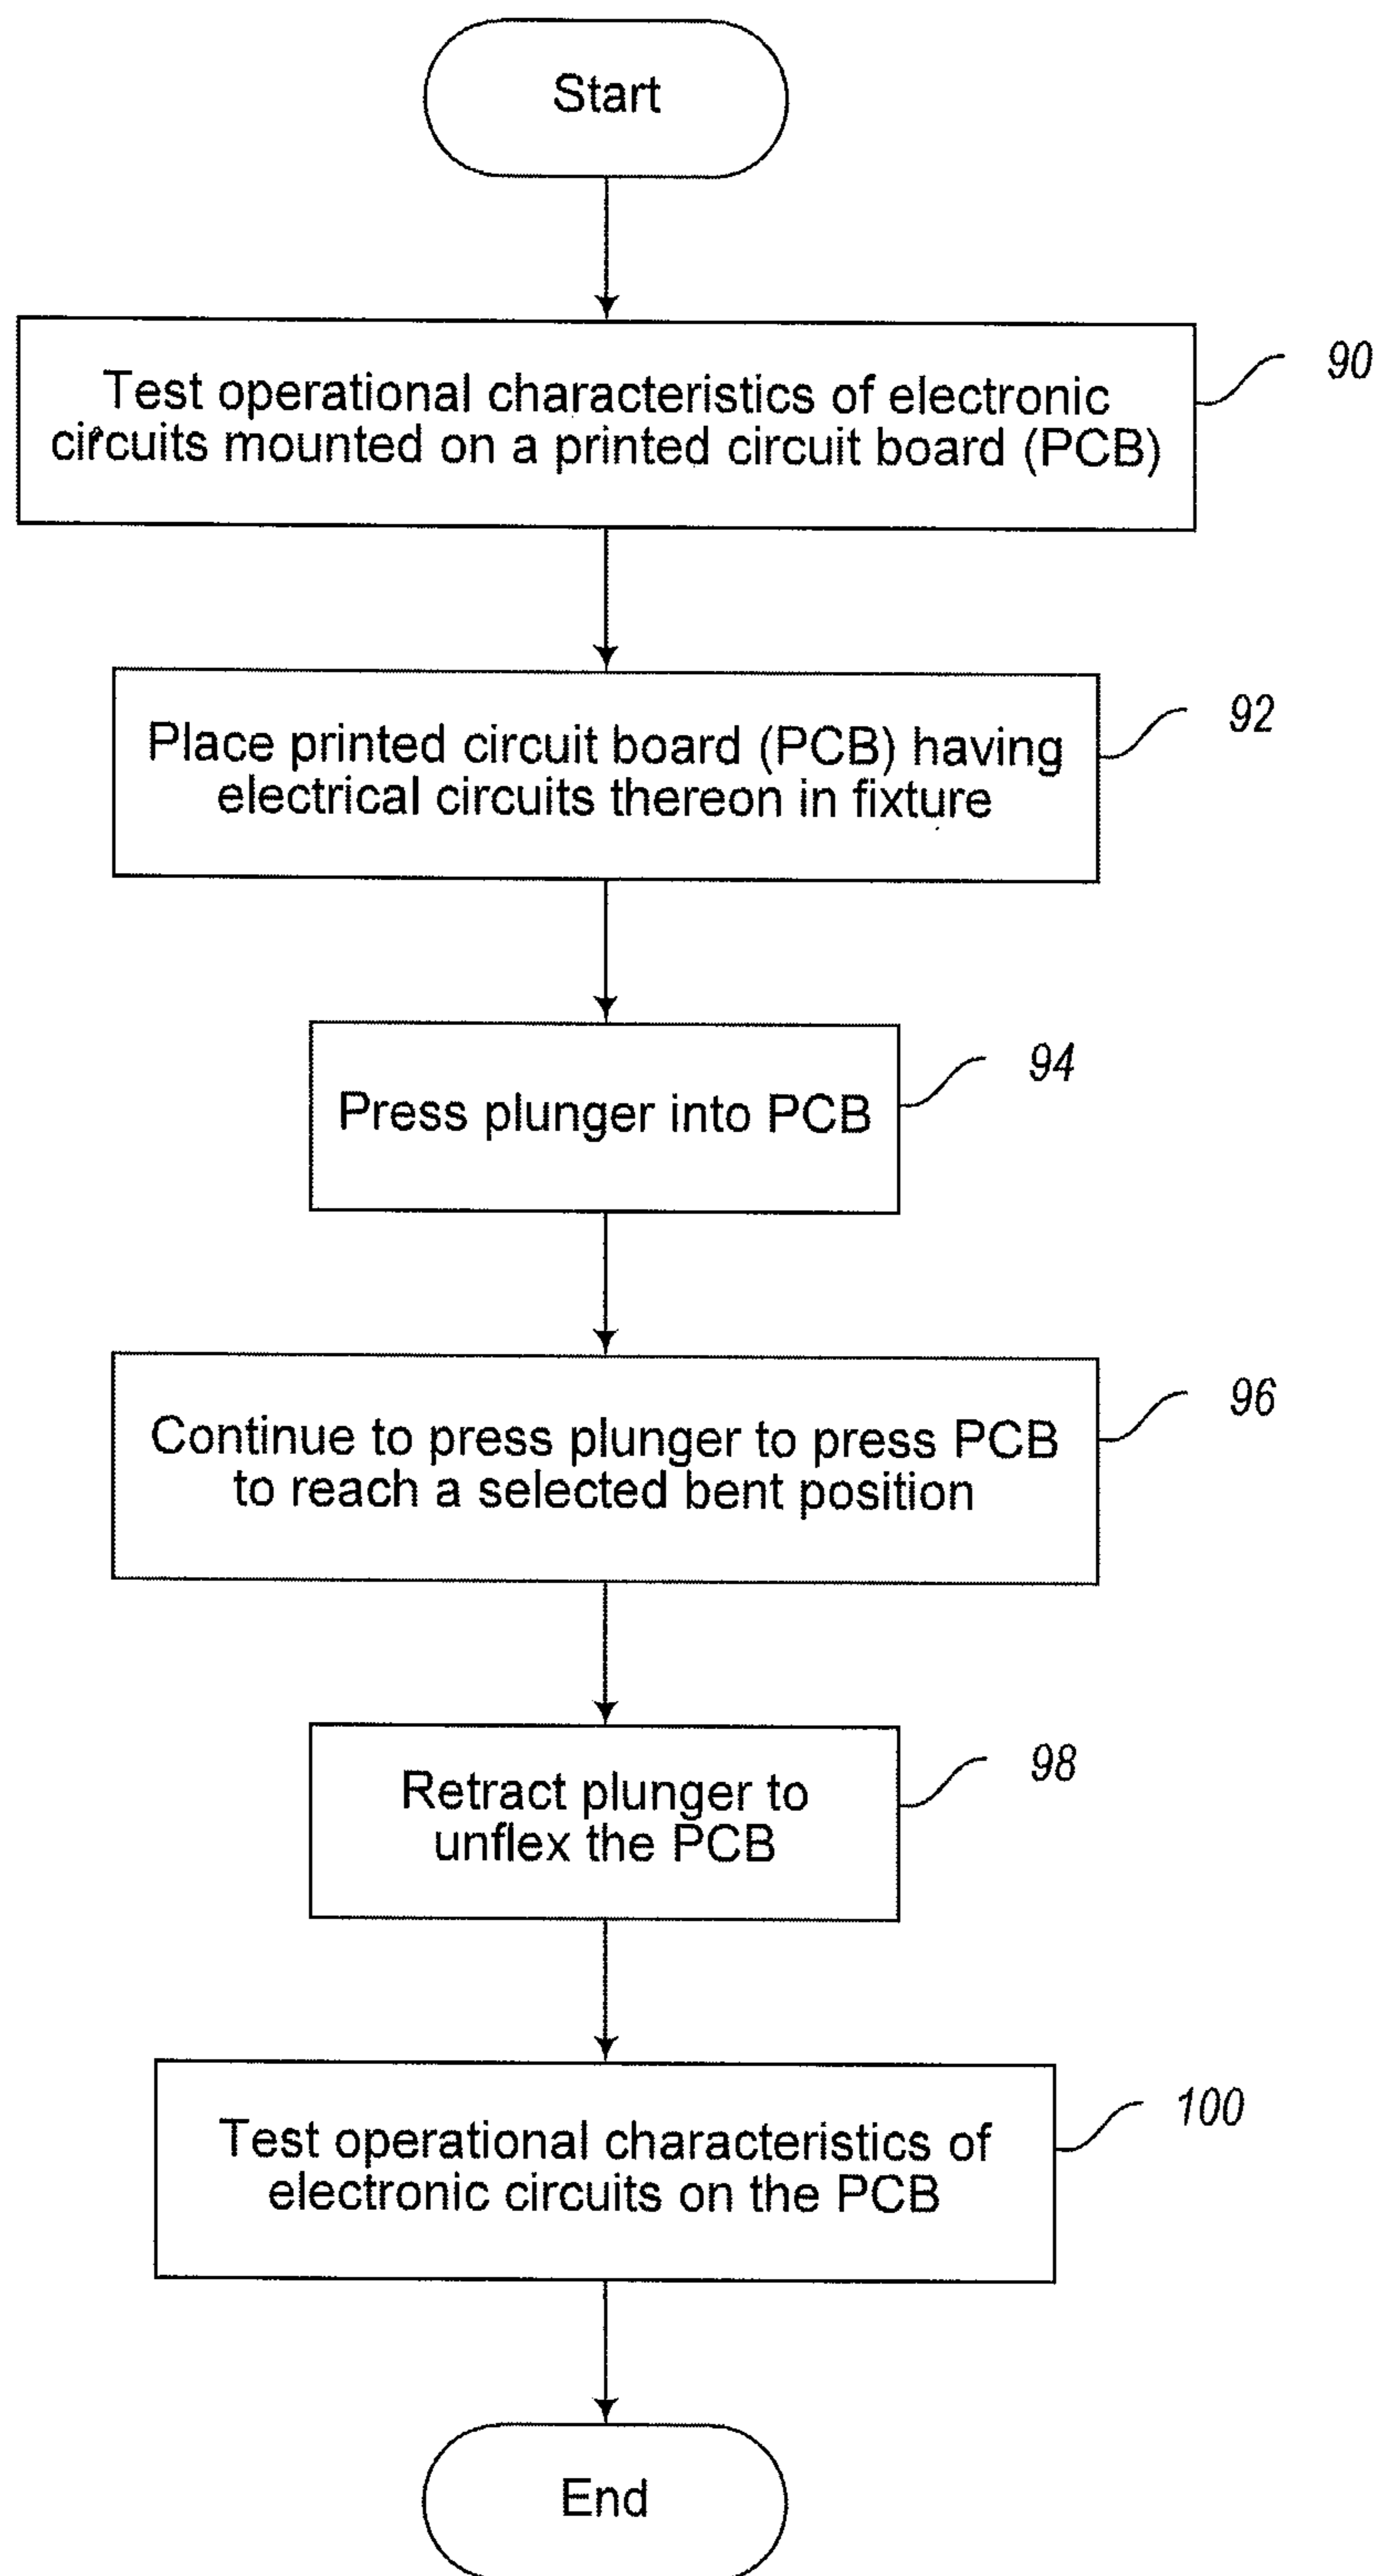 Start
90
Test operational characteristics of electronic
circuits mounted on a printed circuit board (PCB)
92
Place printed circuit board (PCB) having
electrical circuits thereon in fixture
94
Press plunger into PCB
96
Continue to press plunger to press PCB
to reach a selected bent position
98
Retract plunger to
unflex the PCB
100
Test operational characteristics of
electronic circuits on the PCB
End